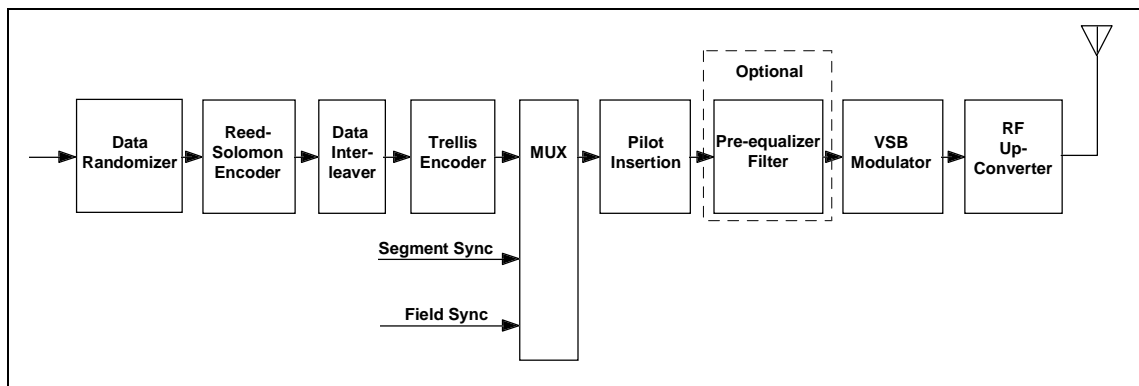 Optional
Data
Randomizer
Reed-
Solomon
Encoder
Data
Inter-
leaver
Trellis
Encoder
MUX
Pilot
Insertion
Pre-equalizer
Filter
VSB
Modulator
RF
Up-
Converter
Segment Sync
Field Sync